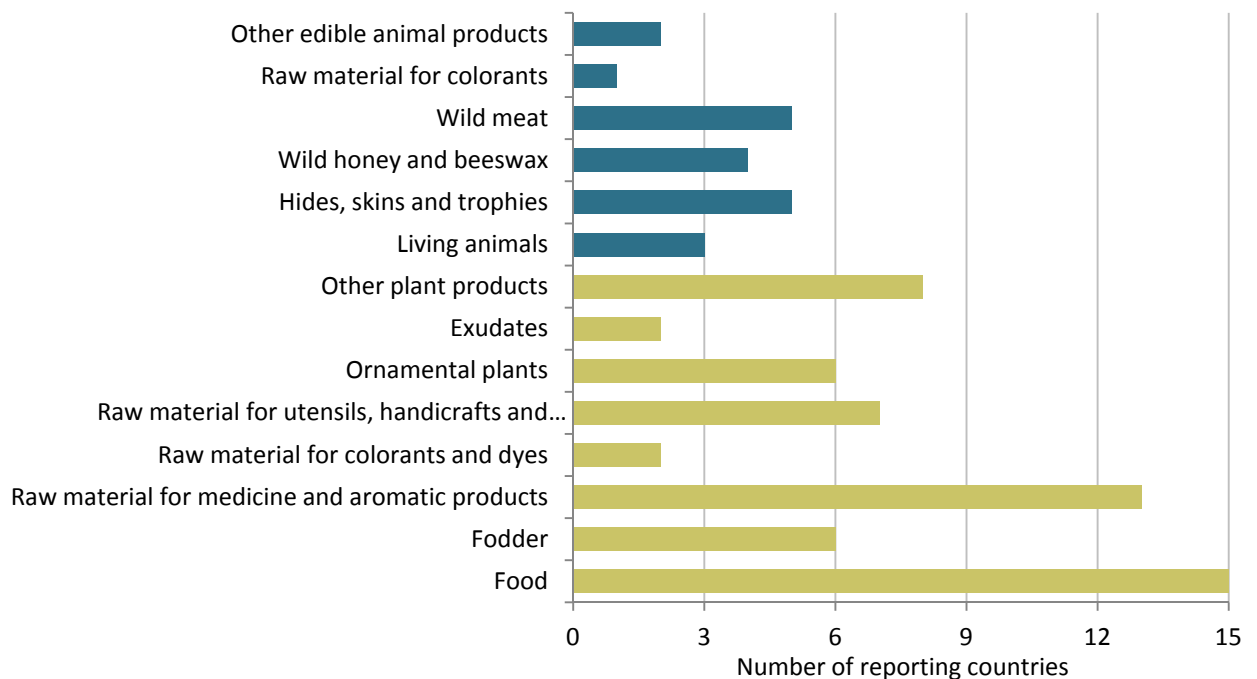 Other edible animal products
Raw material for colorants
Wild meat
Wild honey and beeswax
Hides, skins and trophies
Living animals
Other plant products
Exudates
Ornamental plants
Raw material for utensils, handicrafts and…
Raw material for colorants and dyes
Raw material for medicine and aromatic products
Fodder
Food
0 3 6 9 12 15
Number of reporting countries